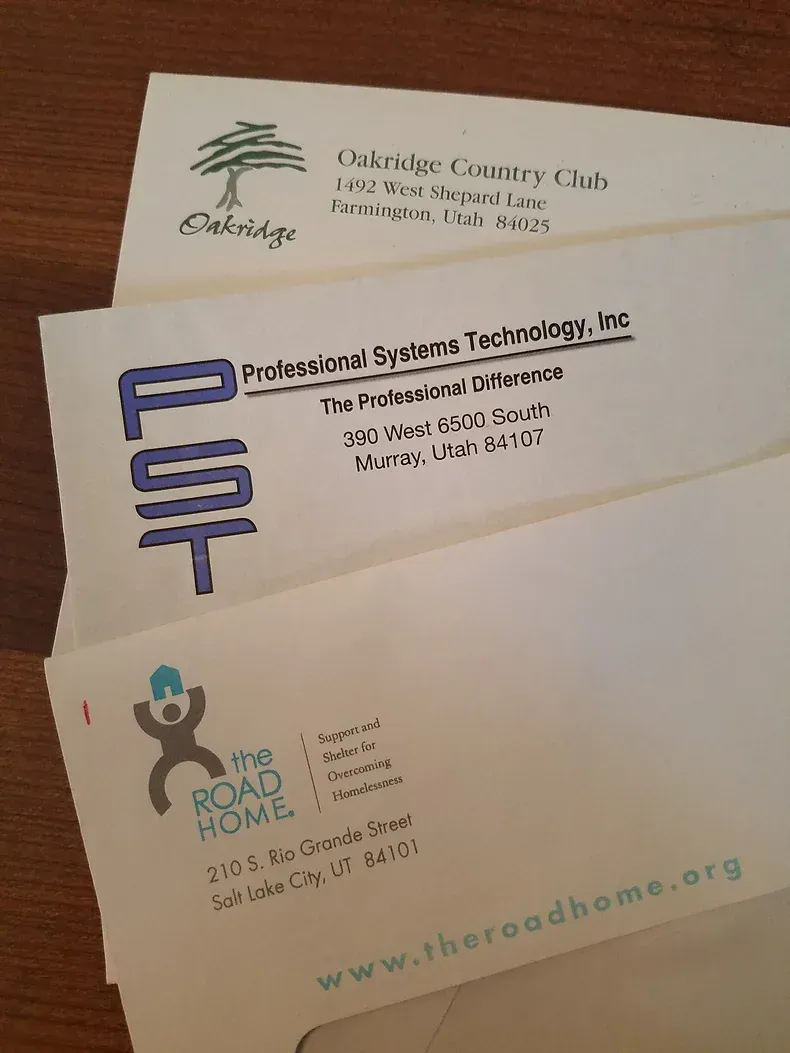 Oakridge
Oakridge Country Club
1492 West Shepard Lane
Farmington, Utah 84025
PST
Professional Systems Technology, Inc
The Professional Difference
390 West 6500 South
Murray, Utah 84107
the
ROAD
HOME.
Support and
Shelter for
Overcoming
Homelessness
210 S. Rio Grande Street
Salt Lake City, UT 84101
www.theroadhome.org